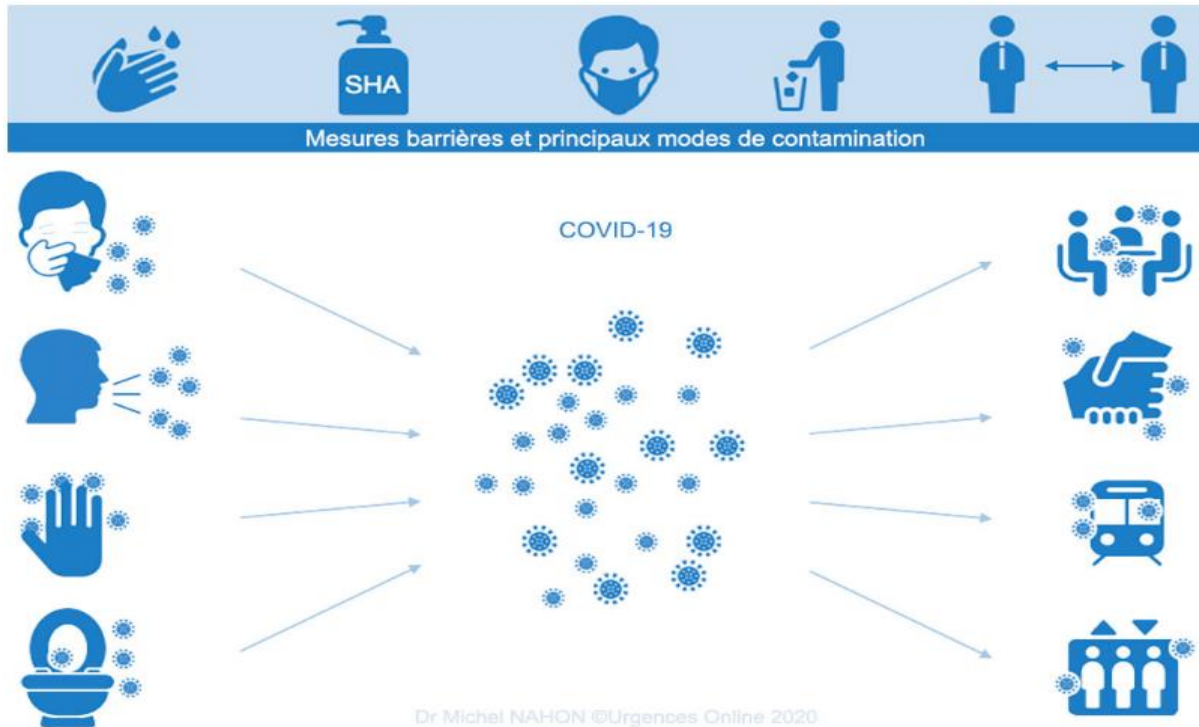 SHA
Mesures barrières et principaux modes de contamination
COVID-19
Dr Michel NAHON ©Urgences Online 2020